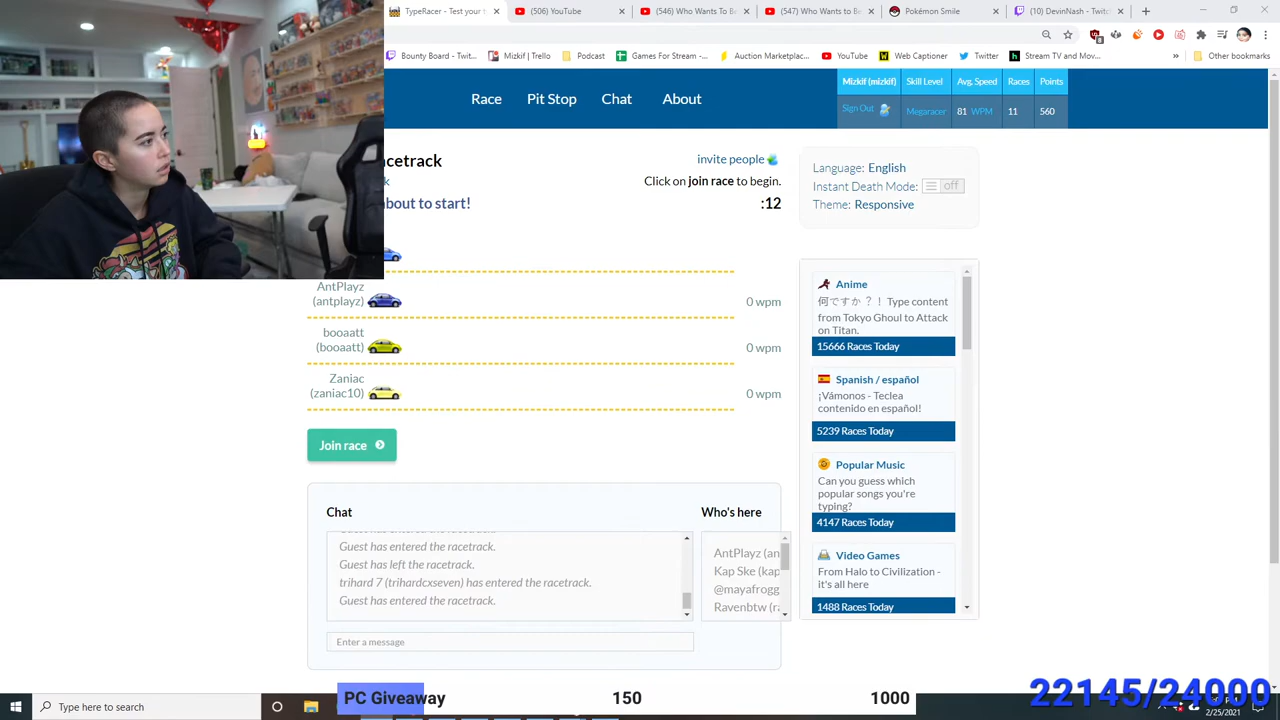 TypeRacer - Test your t
(506) YouTube
(546) Who Wants To Be
(547) Who Wants to Be
Pokémon Smile
(10) DevinNash - Twitch
Bounty Board - Twit...
Mizkif | Trello
Podcast
Games For Stream -...
Auction Marketplac...
YouTube
Web Captioner
Twitter
Stream TV and Mov...
»
Other bookmarks
Race
Pit Stop
Chat
About
Mizkif (mizkif)
Skill Level
Avg. Speed
Races
Points
Sign Out
Megaracer
81 WPM
11
560
acetrack
invite people
k
Click on join race to begin.
bout to start!
:12
Language: English
Instant Death Mode: off
Theme: Responsive
AntPlayz
(antplayz)
0 wpm
booaatt
(booaatt)
0 wpm
Zaniac
(zaniac10)
0 wpm
Join race
Anime
何ですか ? ! Type content
from Tokyo Ghoul to Attack
on Titan.
15666 Races Today
Spanish / español
¡Vámonos - Teclea
contenido en español!
5239 Races Today
Popular Music
Can you guess which
popular songs you're
typing?
4147 Races Today
Video Games
From Halo to Civilization -
it's all here
1488 Races Today
Chat
Guest has entered the racetrack.
Guest has left the racetrack.
trihard 7 (trihardcxseven) has entered the racetrack.
Guest has entered the racetrack.
Enter a message
Who's here
AntPlayz (an
Kap Ske (kap
@mayafrogg
Ravenbtw (ra
PC Giveaway
150
1000
22145/24000
Type here to search
2/25/2021